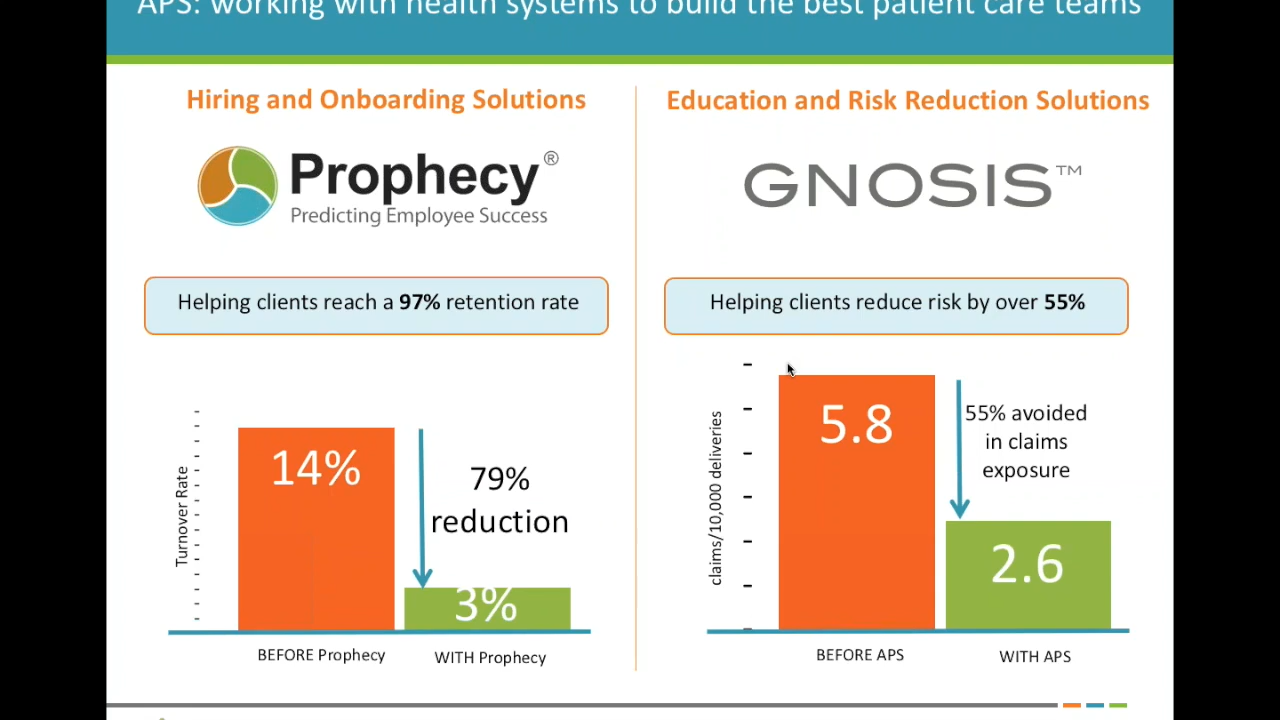 APS: working with health systems to build the best patient care teams
Hiring and Onboarding Solutions
Prophecy®
Predicting Employee Success
Helping clients reach a 97% retention rate
Turnover Rate
14%
79%
reduction
3%
BEFORE Prophecy
WITH Prophecy
Education and Risk Reduction Solutions
GNOSIS™
Helping clients reduce risk by over 55%
claims/10,000 deliveries
5.8
55% avoided
in claims
exposure
2.6
BEFORE APS
WITH APS